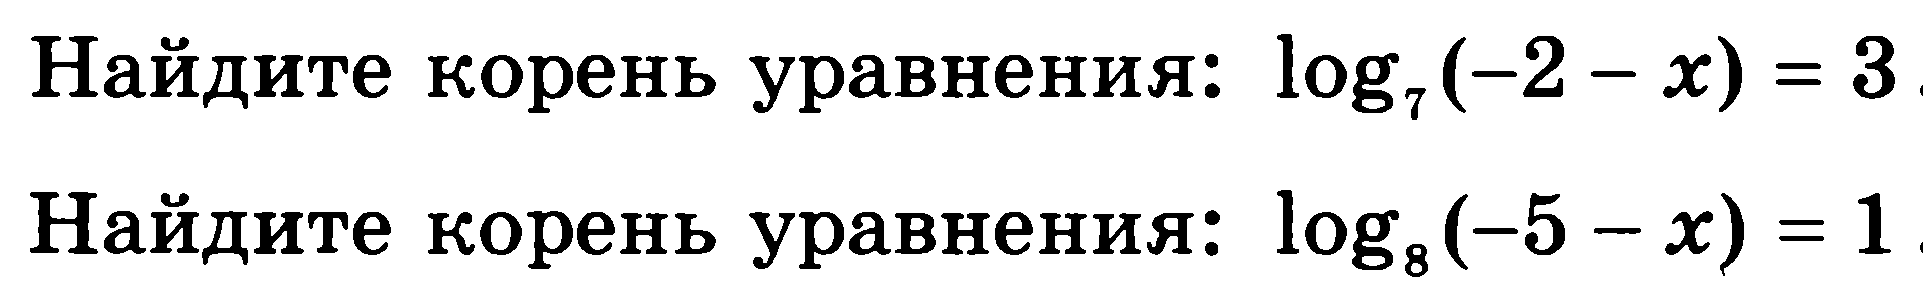 Найдите корень уравнения: log₇(−2 − x) = 3.
Найдите корень уравнения: log₈(−5 − x) = 1.